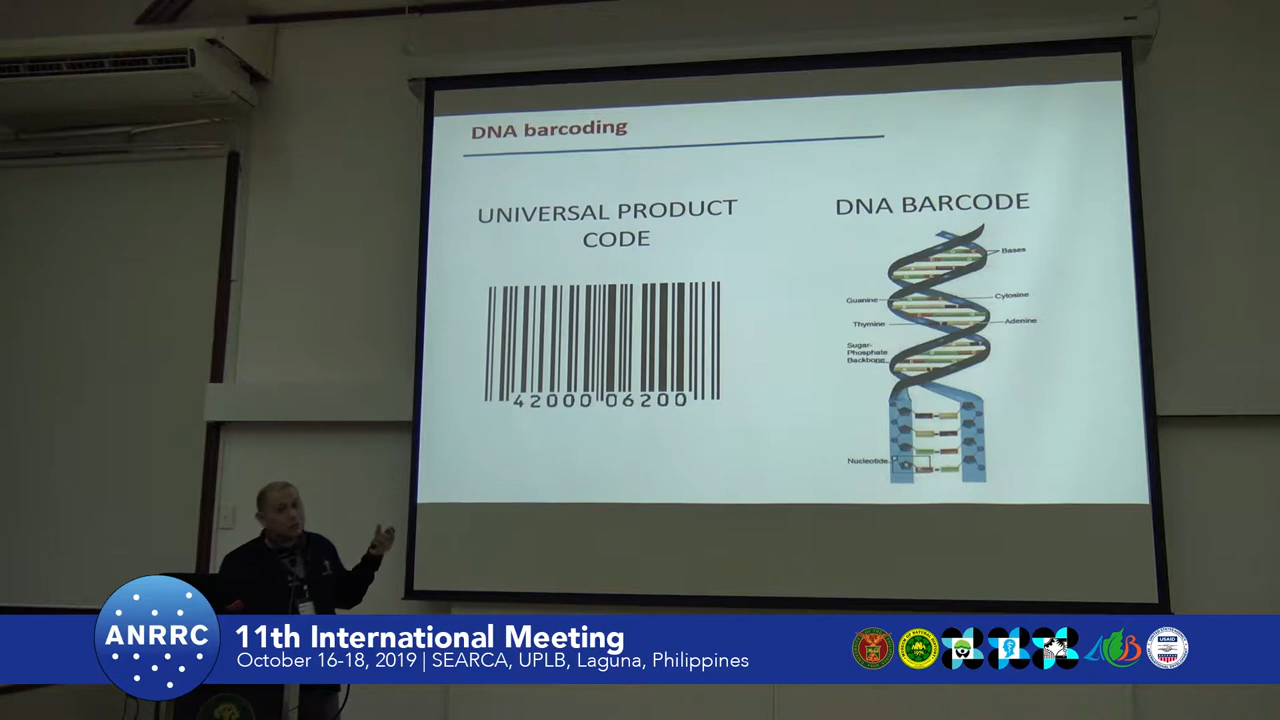 DNA barcoding
UNIVERSAL PRODUCT
CODE
42000 06200
DNA BARCODE
Bases
Guanine
Cytosine
Thymine
Adenine
Sugar-
Phosphate
Backbone
Nucleotide
ANRRC
11th International Meeting
October 16-18, 2019 | SEARCA, UPLB, Laguna, Philippines
USAID